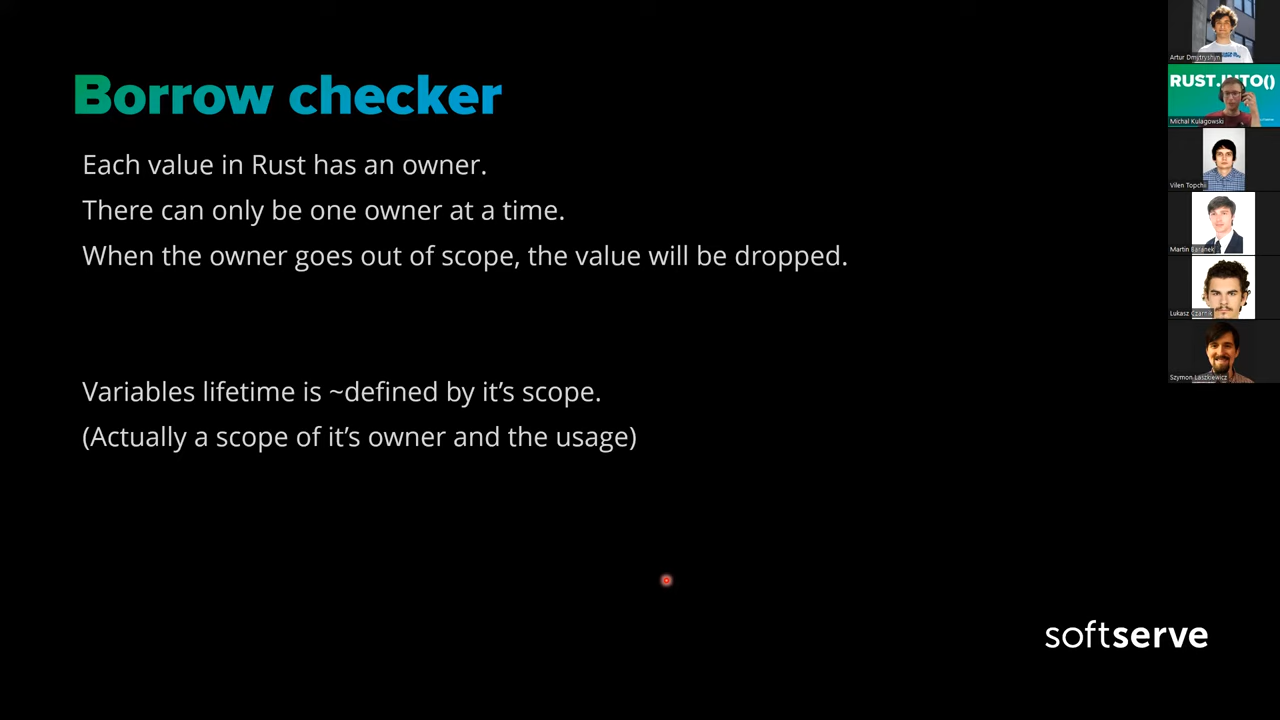 Borrow checker
Each value in Rust has an owner.
There can only be one owner at a time.
When the owner goes out of scope, the value will be dropped.
Variables lifetime is ~defined by it's scope.
(Actually a scope of it's owner and the usage)
softserve
Artur Dmytryshyn
RUST.INTO()
Michal Kulagowski
Vilen Topchii
Martin Baranek
Lukasz Czarnik
Szymon Laszkiewicz